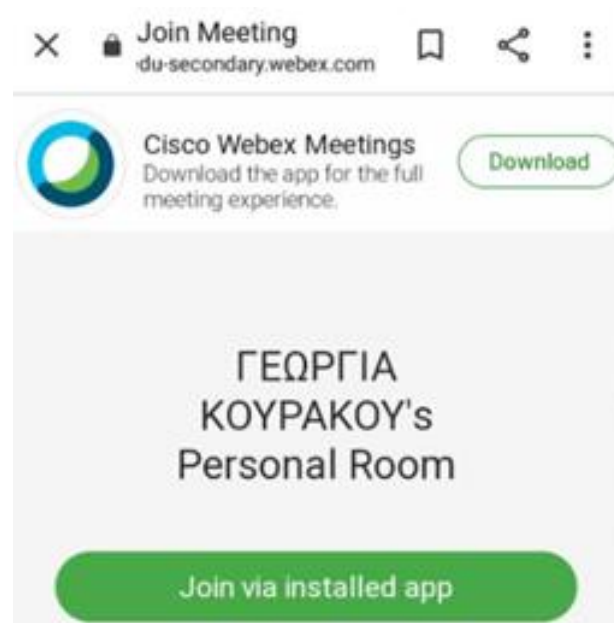 Join Meeting
du-secondary.webex.com
Cisco Webex Meetings
Download the app for the full
meeting experience.
Download
ΓΕΩΡΓΙΑ
ΚΟΥΡΑΚΟΥ's
Personal Room
Join via installed app